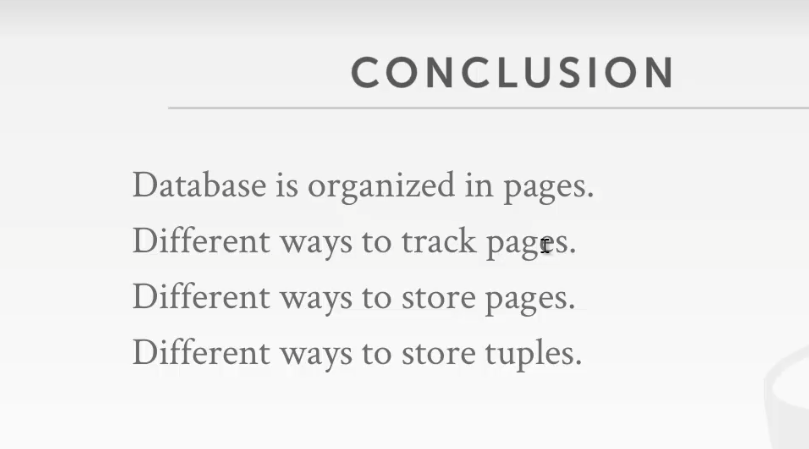 CONCLUSION
Database is organized in pages.
Different ways to track pages.
Different ways to store pages.
Different ways to store tuples.